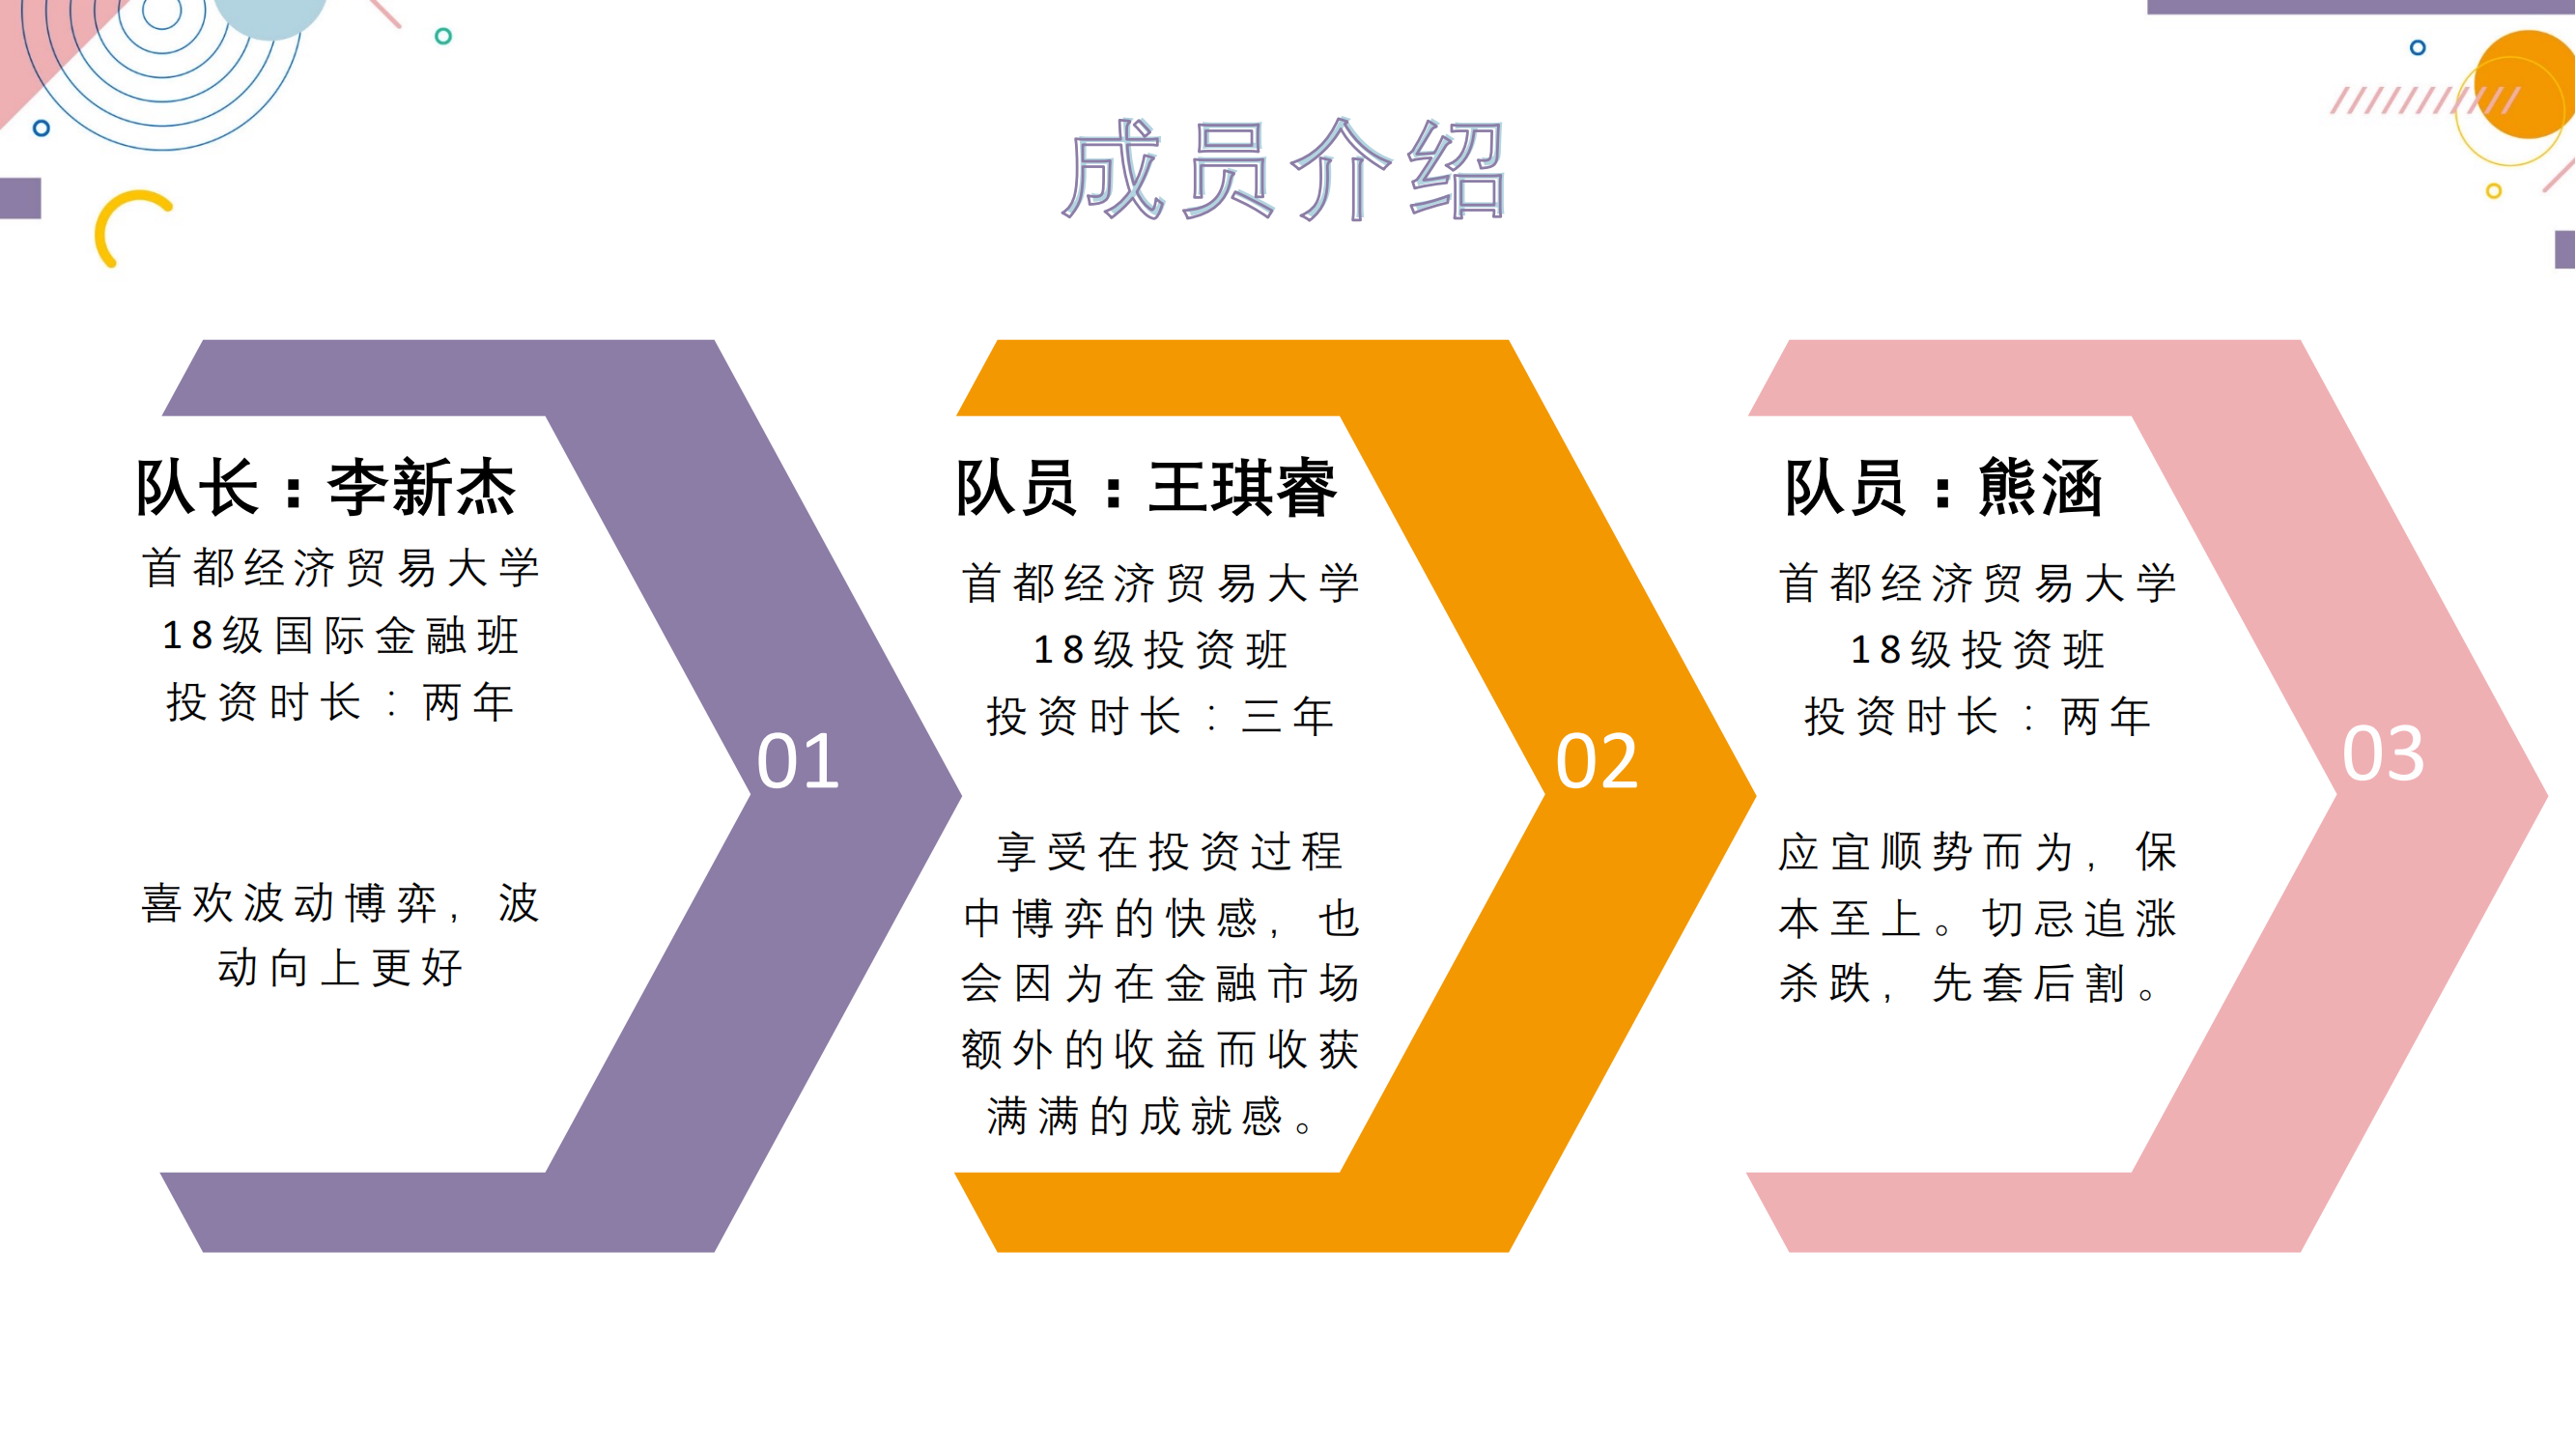 成员介绍
队长：李新杰
首都经济贸易大学
18级国际金融班
投资时长：两年
喜欢波动博弈，波
动向上更好
01
队员：王琪睿
首都经济贸易大学
18级投资班
投资时长：三年
享受在投资过程
中博弈的快感，也
会因为在金融市场
额外的收益而收获
满满的成就感。
02
队员：熊涵
首都经济贸易大学
18级投资班
投资时长：两年
应宜顺势而为，保
本至上。切忌追涨
杀跌，先套后割。
03